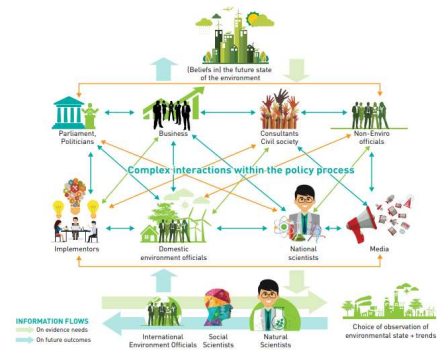 (Beliefs in) the future state
of the environment
Parliament,
Politicians
Business
Consultants
Civil society
Non-Enviro
officials
Complex interactions within the policy process
Implementors
Domestic
environment officials
National
scientists
Media
INFORMATION FLOWS
On evidence needs
On future outcomes
International
Environment Officials
Social
Scientists
Natural
Scientists
Choice of observation of
environmental state + trends